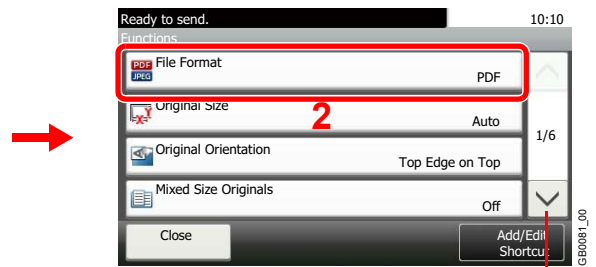 Ready to send. 10:10
Functions
PDF JPEG File Format
PDF
2
Original Size
Auto
1/6
Original Orientation
Top Edge on Top
Mixed Size Originals
Off
Close
Add/Edit
Shortcut
GB0081_00